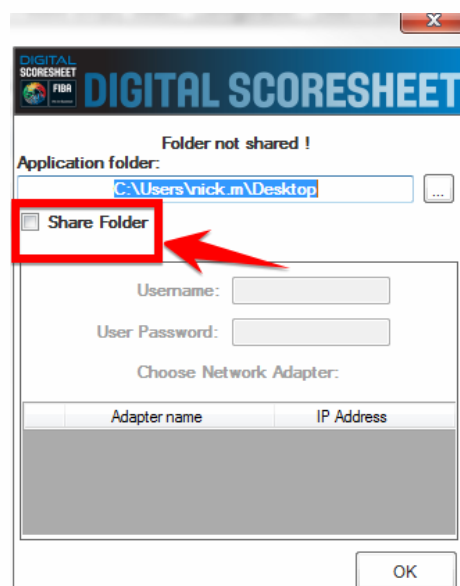 DIGITAL
SCORESHEET
FIBA
DIGITAL SCORESHEET
Folder not shared !
Application folder:
C:\Users\nick.m\Desktop
...
Share Folder
Username:
User Password:
Choose Network Adapter:
Adapter name IP Address
OK